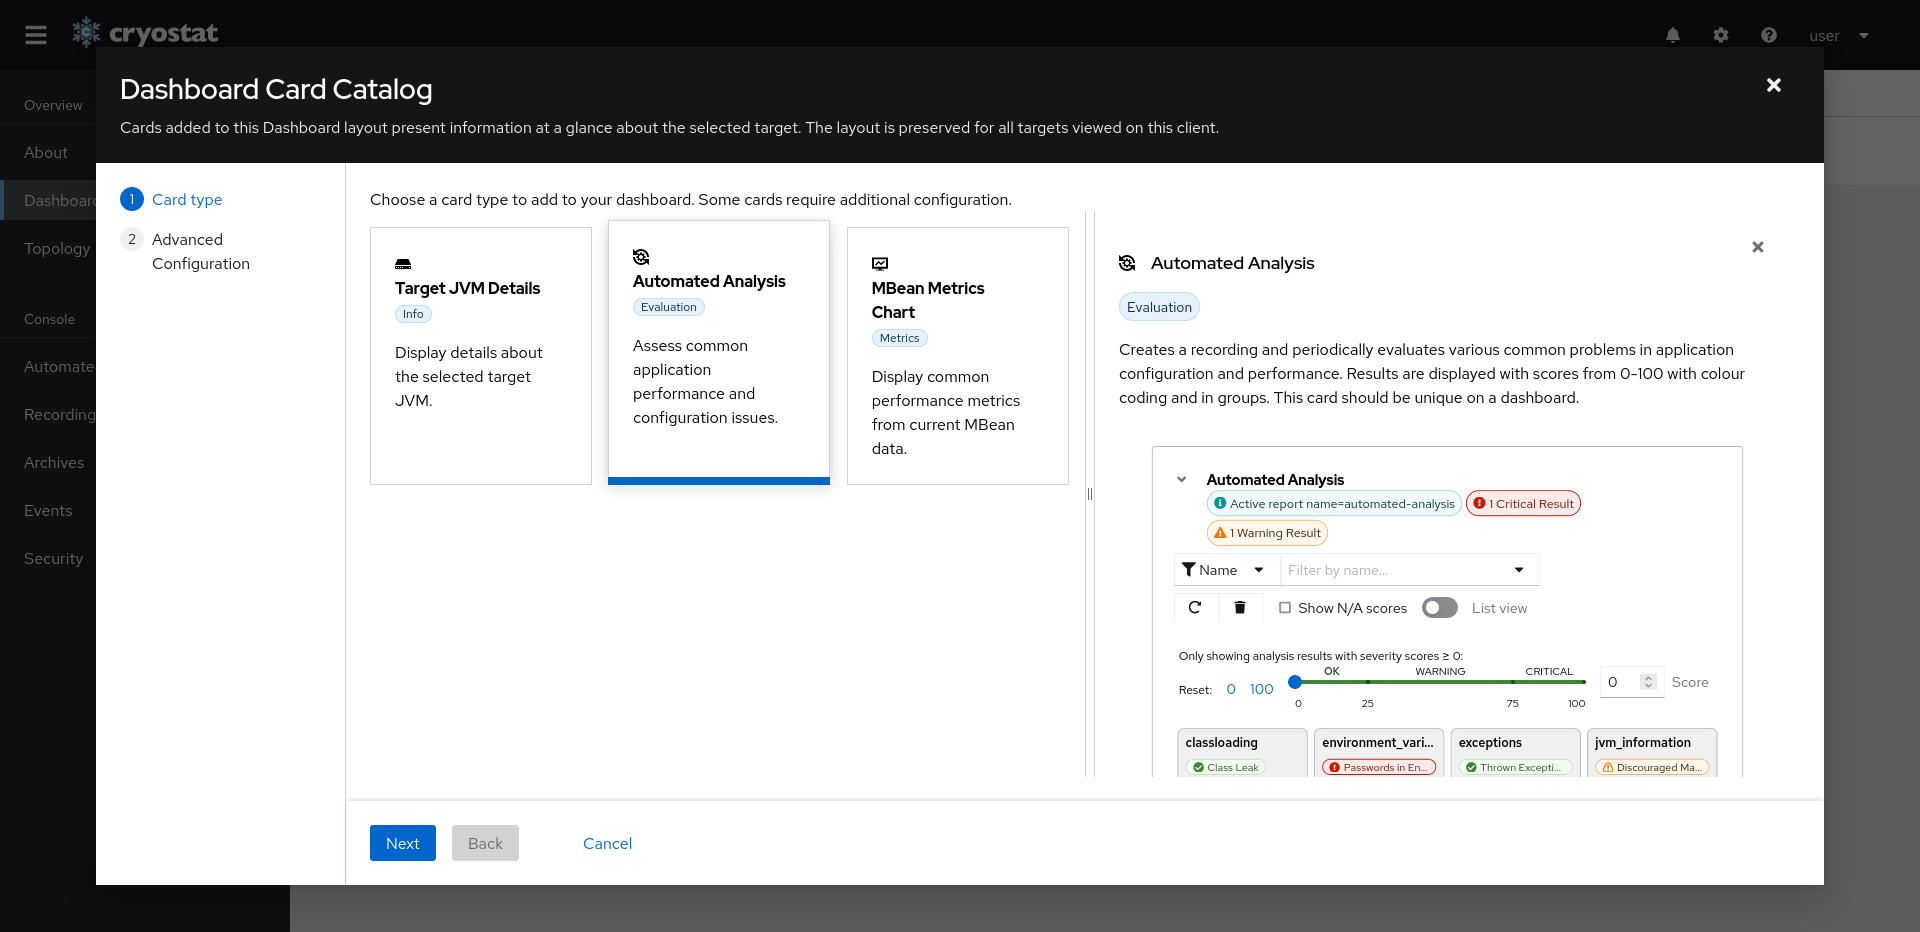 cryostat
user
Overview
About
Dashboard
Topology
Console
Automate
Recording
Archives
Events
Security
Dashboard Card Catalog
Cards added to this Dashboard layout present information at a glance about the selected target. The layout is preserved for all targets viewed on this client.
1 Card type
2 Advanced
Configuration
Choose a card type to add to your dashboard. Some cards require additional configuration.
Target JVM Details
Info
Display details about
the selected target
JVM.
Automated Analysis
Evaluation
Assess common
application
performance and
configuration issues.
MBean Metrics
Chart
Metrics
Display common
performance metrics
from current MBean
data.
Automated Analysis
Evaluation
Creates a recording and periodically evaluates various common problems in application
configuration and performance. Results are displayed with scores from 0-100 with colour
coding and in groups. This card should be unique on a dashboard.
Automated Analysis
Active report name=automated-analysis
1 Critical Result
1 Warning Result
Name
Filter by name...
Show N/A scores
List view
Only showing analysis results with severity scores ≥ 0:
OK WARNING CRITICAL
Reset: 0 100
0 Score
0 25 75 100
classloading
Class Leak
environment_vari...
Passwords in En...
exceptions
Thrown Excepti...
jvm_information
Discouraged Ma...
Next
Back
Cancel